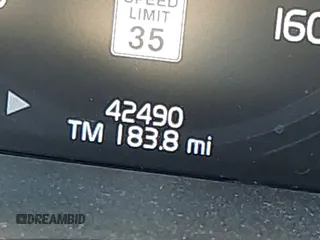 SPEED
LIMIT
35
160
42490
TM 183.8 mi
DREAMBID